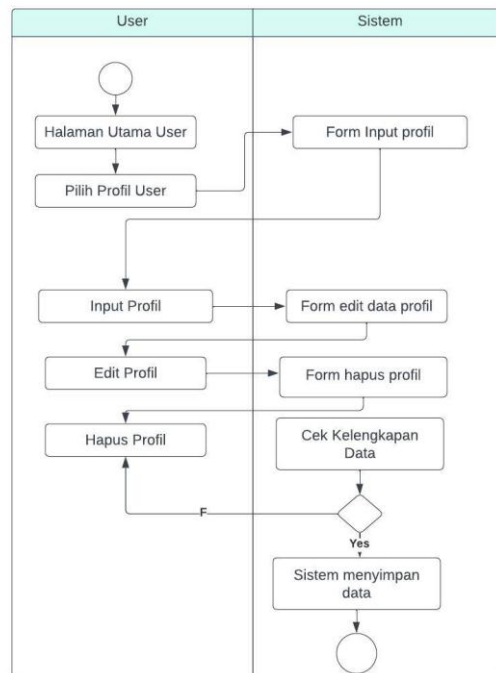 User
Sistem
Halaman Utama User
Form Input profil
Pilih Profil User
Input Profil
Form edit data profil
Edit Profil
Form hapus profil
Hapus Profil
Cek Kelengkapan
Data
F
Yes
Sistem menyimpan
data